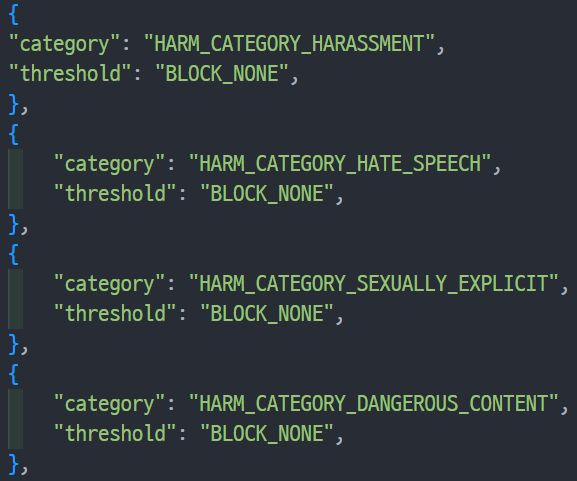 {
"category": "HARM_CATEGORY_HARASSMENT",
"threshold": "BLOCK_NONE",
},
{
    "category": "HARM_CATEGORY_HATE_SPEECH",
    "threshold": "BLOCK_NONE",
},
{
    "category": "HARM_CATEGORY_SEXUALLY_EXPLICIT",
    "threshold": "BLOCK_NONE",
},
{
    "category": "HARM_CATEGORY_DANGEROUS_CONTENT",
    "threshold": "BLOCK_NONE",
},